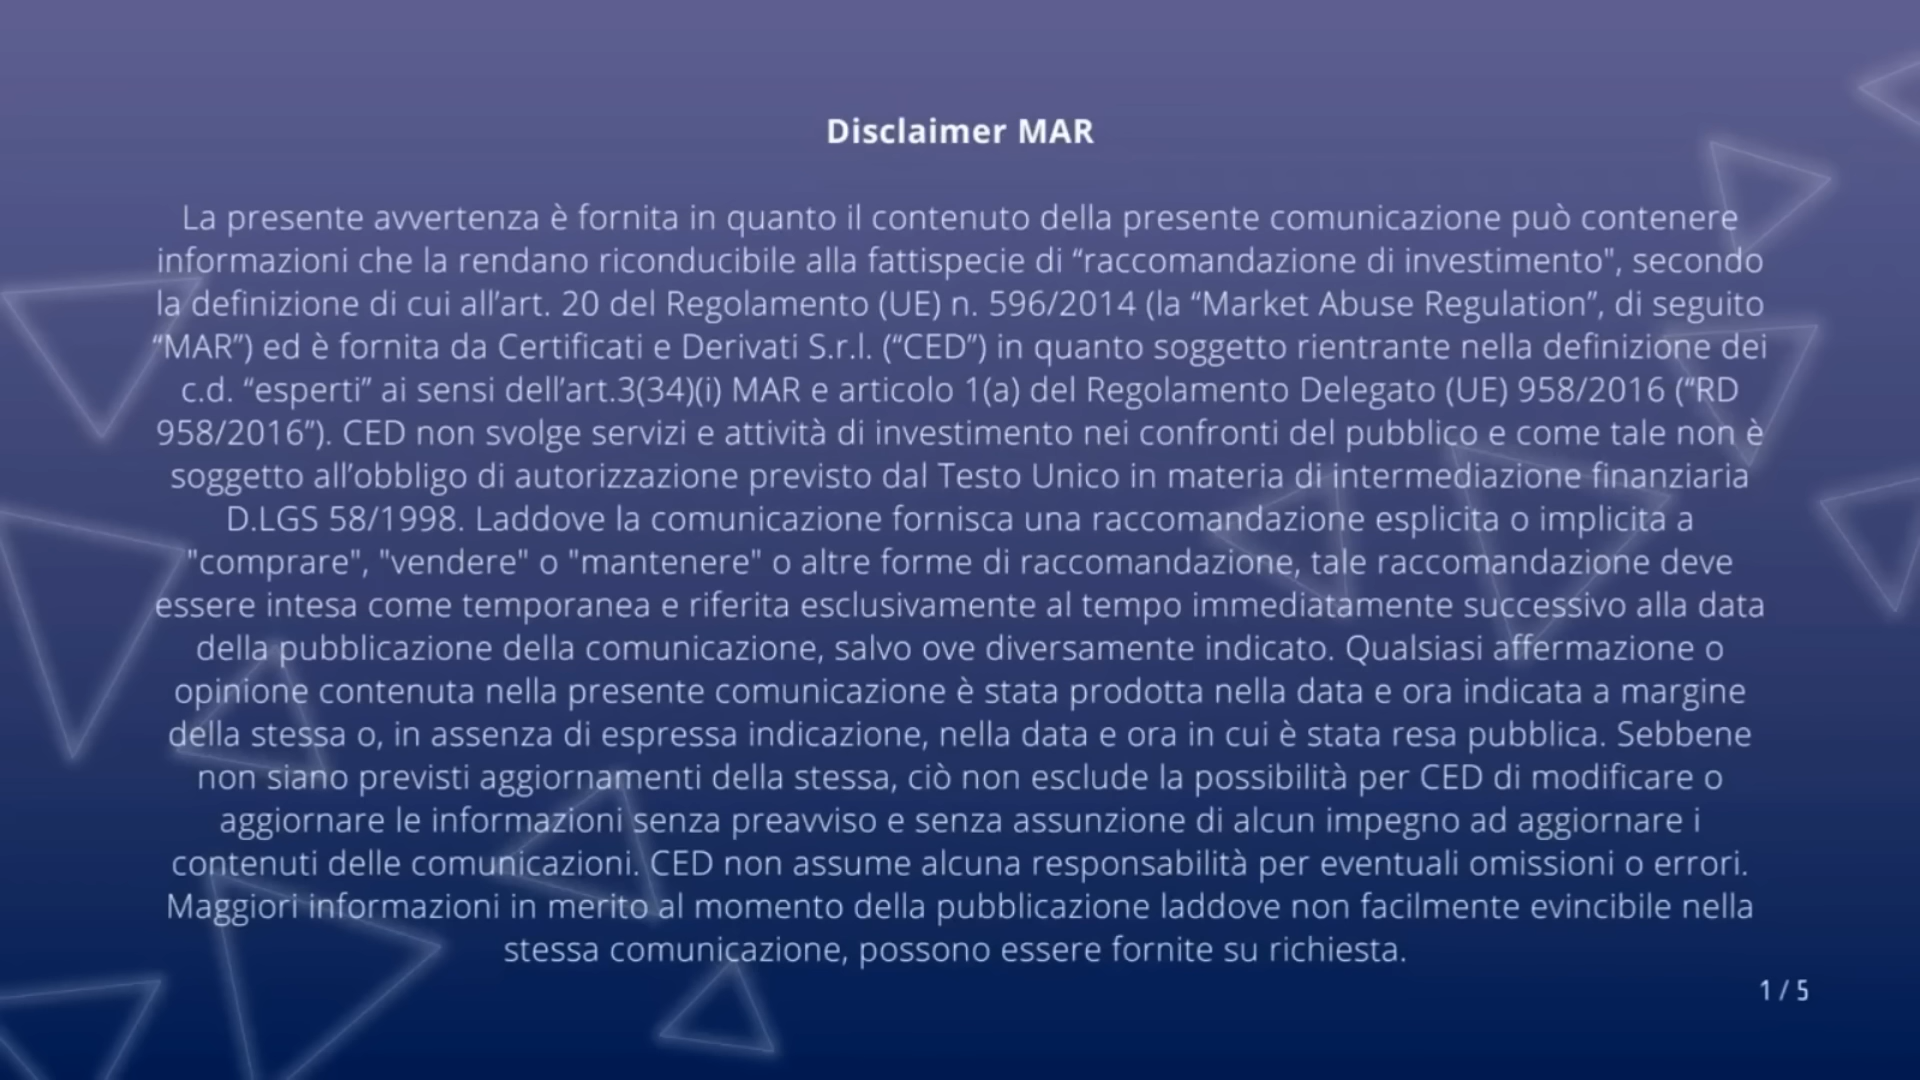 Disclaimer MAR
La presente avvertenza è fornita in quanto il contenuto della presente comunicazione può contenere
informazioni che la rendano riconducibile alla fattispecie di “raccomandazione di investimento", secondo
la definizione di cui all’art. 20 del Regolamento (UE) n. 596/2014 (la “Market Abuse Regulation”, di seguito
“MAR”) ed è fornita da Certificati e Derivati S.r.l. (“CED”) in quanto soggetto rientrante nella definizione dei
c.d. “esperti” ai sensi dell’art.3(34)(i) MAR e articolo 1(a) del Regolamento Delegato (UE) 958/2016 (“RD
958/2016”). CED non svolge servizi e attività di investimento nei confronti del pubblico e come tale non è
soggetto all’obbligo di autorizzazione previsto dal Testo Unico in materia di intermediazione finanziaria
D.LGS 58/1998. Laddove la comunicazione fornisca una raccomandazione esplicita o implicita a
"comprare", "vendere" o "mantenere" o altre forme di raccomandazione, tale raccomandazione deve
essere intesa come temporanea e riferita esclusivamente al tempo immediatamente successivo alla data
della pubblicazione della comunicazione, salvo ove diversamente indicato. Qualsiasi affermazione o
opinione contenuta nella presente comunicazione è stata prodotta nella data e ora indicata a margine
della stessa o, in assenza di espressa indicazione, nella data e ora in cui è stata resa pubblica. Sebbene
non siano previsti aggiornamenti della stessa, ciò non esclude la possibilità per CED di modificare o
aggiornare le informazioni senza preavviso e senza assunzione di alcun impegno ad aggiornare i
contenuti delle comunicazioni. CED non assume alcuna responsabilità per eventuali omissioni o errori.
Maggiori informazioni in merito al momento della pubblicazione laddove non facilmente evincibile nella
stessa comunicazione, possono essere fornite su richiesta.
1 / 5